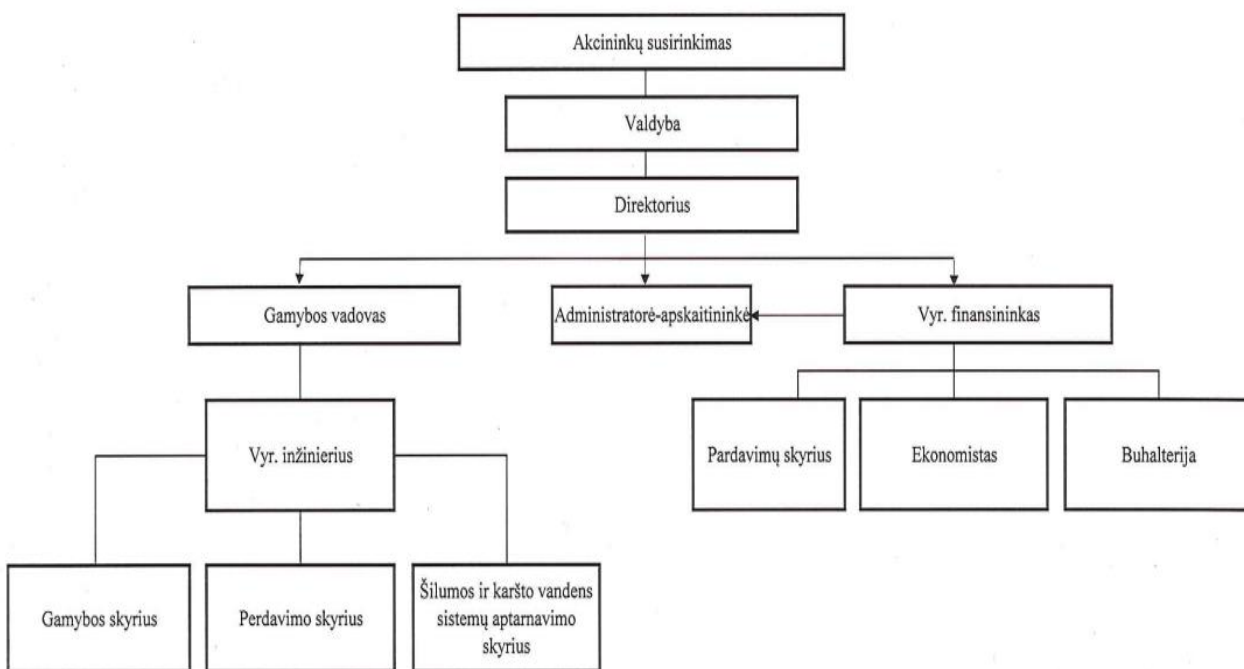 Akcininkų susirinkimas
Valdyba
Direktorius
Gamybos vadovas
Administratorė-apskaitininkė
Vyr. finansininkas
Vyr. inžinierius
Pardavimų skyrius
Ekonomistas
Buhalterija
Gamybos skyrius
Perdavimo skyrius
Šilumos ir karšto vandens
sistemų aptarnavimo
skyrius